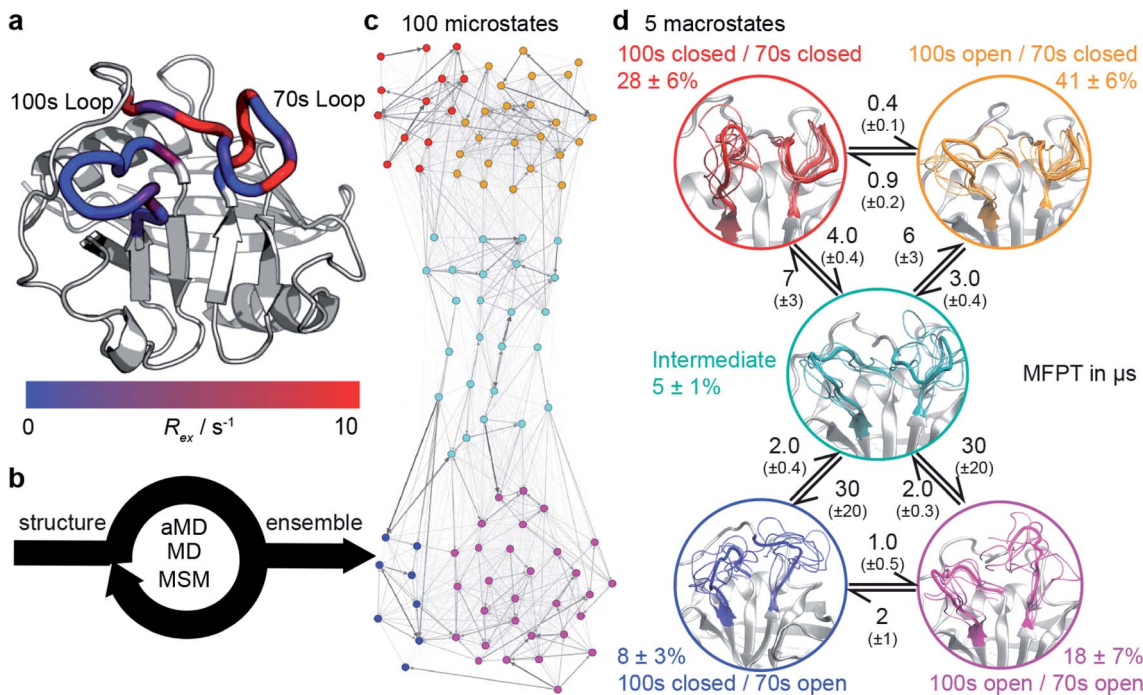 a
100s Loop
70s Loop
0
R_ex / s⁻¹
10
b
structure
aMD
MD
MSM
ensemble
c
100 microstates
d
5 macrostates
100s closed / 70s closed
28 ± 6%
100s open / 70s closed
41 ± 6%
0.4
(±0.1)
0.9
(±0.2)
4.0
(±0.4)
7
(±3)
6
(±3)
3.0
(±0.4)
Intermediate
5 ± 1%
MFPT in µs
2.0
(±0.4)
30
(±20)
30
(±20)
2.0
(±0.3)
1.0
(±0.5)
2
(±1)
8 ± 3%
100s closed / 70s open
18 ± 7%
100s open / 70s open